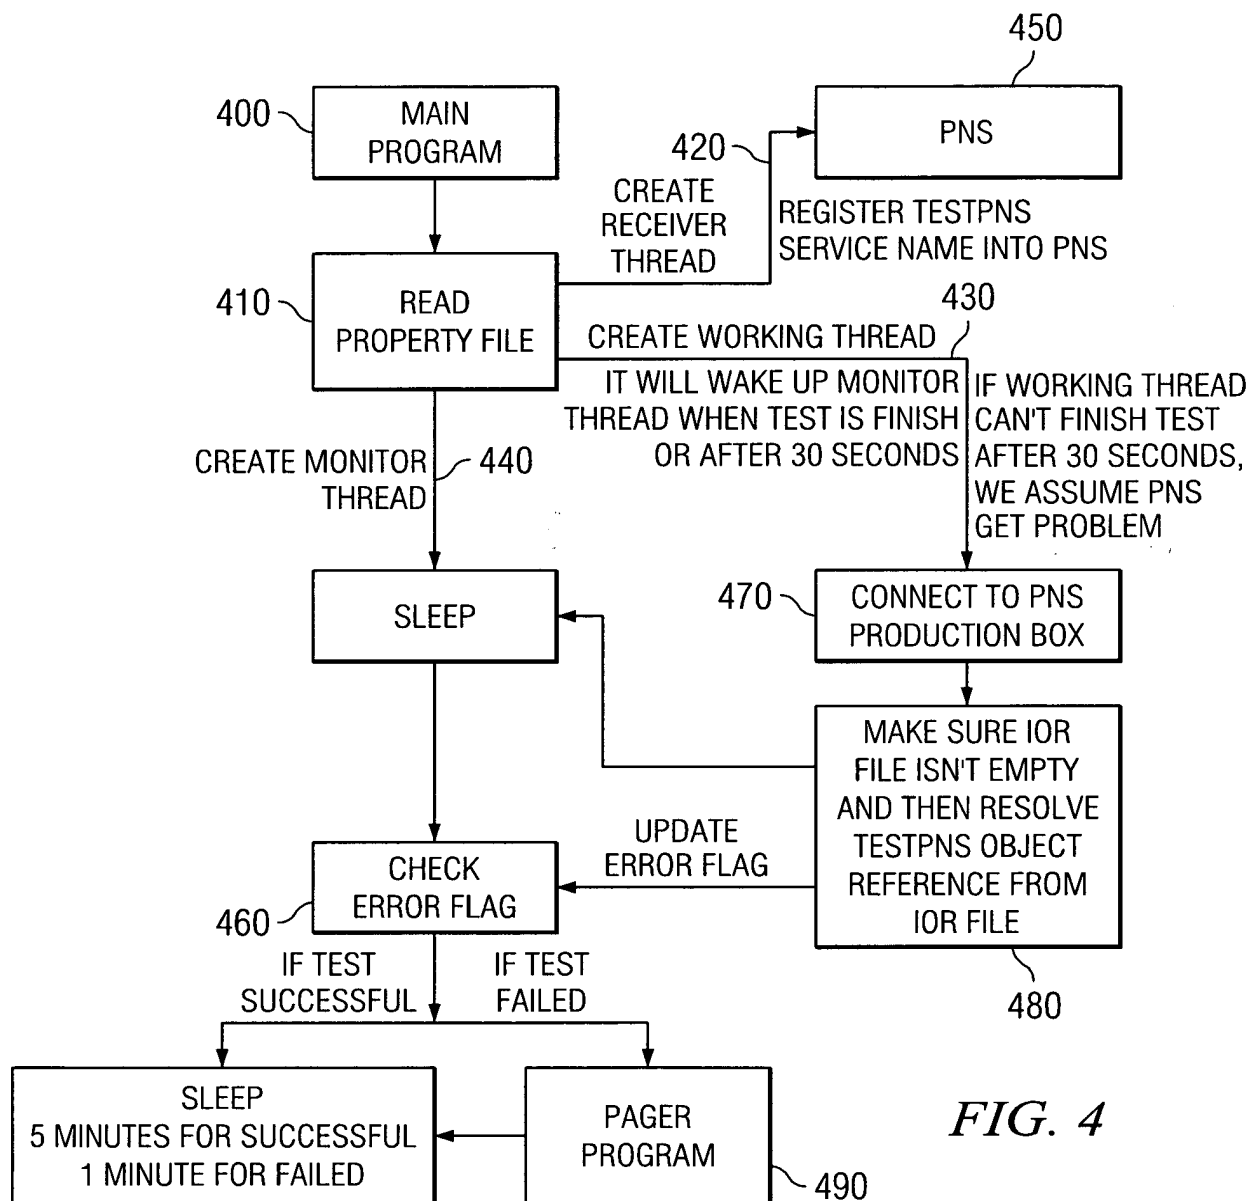 450
400
MAIN
PROGRAM
PNS
420
CREATE
RECEIVER
THREAD
REGISTER TESTPNS
SERVICE NAME INTO PNS
410
READ
PROPERTY FILE
430
CREATE WORKING THREAD
IT WILL WAKE UP MONITOR
THREAD WHEN TEST IS FINISH
OR AFTER 30 SECONDS
IF WORKING THREAD
CAN'T FINISH TEST
AFTER 30 SECONDS,
WE ASSUME PNS
GET PROBLEM
CREATE MONITOR
THREAD
440
SLEEP
470
CONNECT TO PNS
PRODUCTION BOX
MAKE SURE IOR
FILE ISN'T EMPTY
AND THEN RESOLVE
TESTPNS OBJECT
REFERENCE FROM
IOR FILE
480
UPDATE
ERROR FLAG
CHECK
ERROR FLAG
460
IF TEST
SUCCESSFUL
IF TEST
FAILED
SLEEP
5 MINUTES FOR SUCCESSFUL
1 MINUTE FOR FAILED
PAGER
PROGRAM
490
FIG. 4